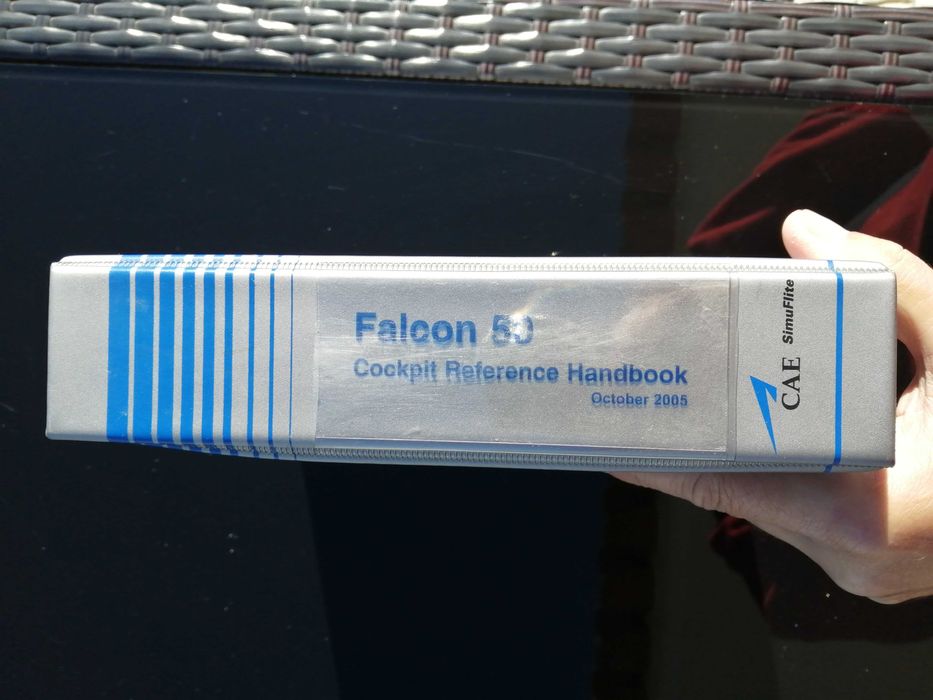 Falcon 50
Cockpit Reference Handbook
October 2005
CAE SimuFlite